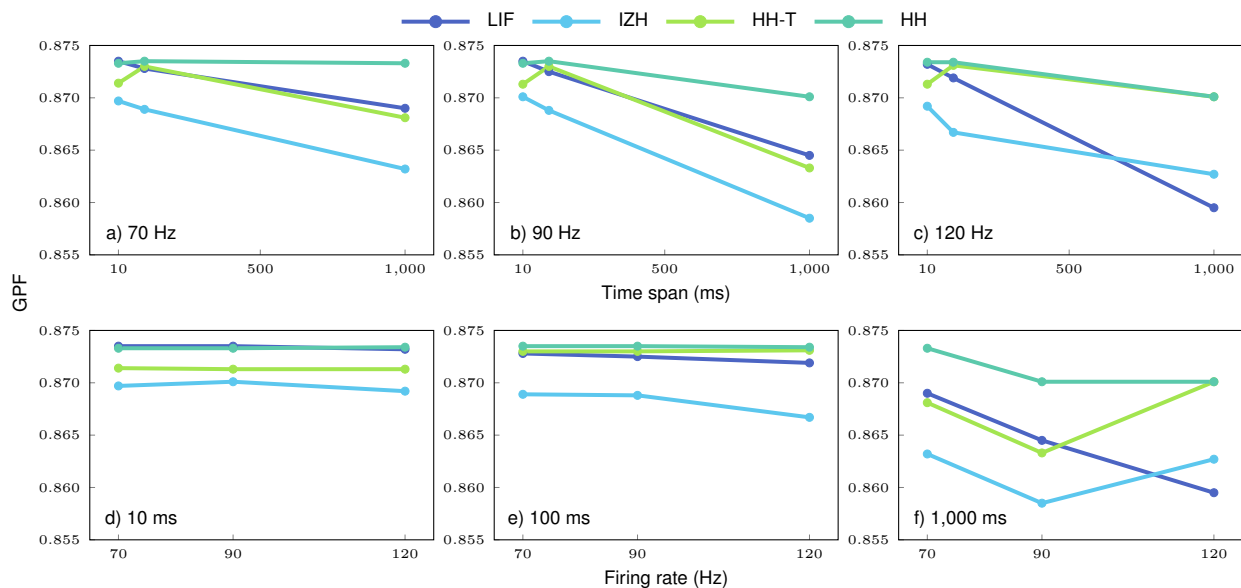 LIF IZH HH-T HH
0.875 0.875 0.875
0.870 0.870 0.870
0.865 0.865 0.865
0.860 0.860 0.860
a) 70 Hz b) 90 Hz c) 120 Hz
0.855 0.855 0.855
10 500 1,000 10 500 1,000 10 500 1,000
Time span (ms)
GPF
0.875 0.875 0.875
0.870 0.870 0.870
0.865 0.865 0.865
0.860 0.860 0.860
d) 10 ms e) 100 ms f) 1,000 ms
0.855 0.855 0.855
70 90 120 70 90 120 70 90 120
Firing rate (Hz)